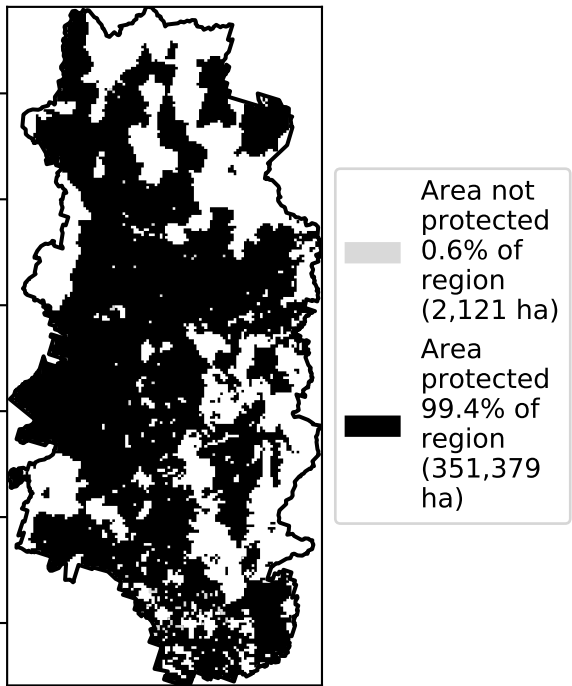 Area not
protected
0.6% of
region
(2,121 ha)
Area
protected
99.4% of
region
(351,379
ha)